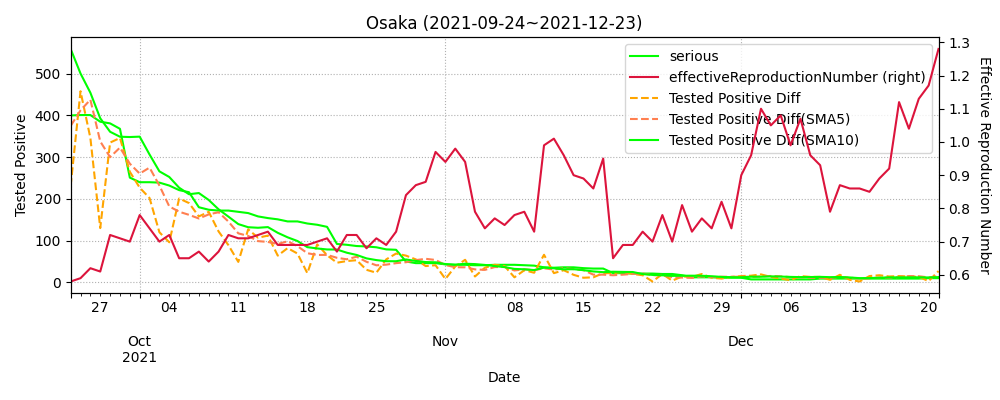 Osaka (2021-09-24~2021-12-23)
Tested Positive
500
400
300
200
100
0
serious
effectiveReproductionNumber (right)
Tested Positive Diff
Tested Positive Diff(SMA5)
Tested Positive Diff(SMA10)
1.3
1.2
1.1
1.0
0.9
0.8
0.7
0.6
Effective Reproduction Number
27 04 11 18 25 08 15 22 29 06 13 20
Oct Nov Dec
2021
Date